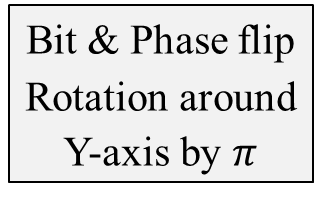 Bit & Phase flip
Rotation around
Y-axis by π